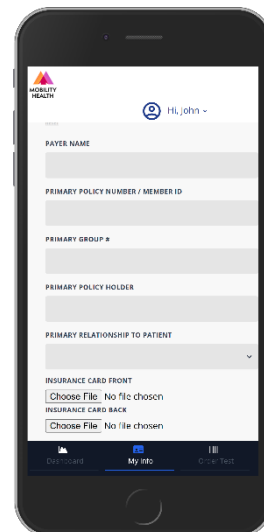 MOBILITY
HEALTH
Hi, John
PAYER NAME
PRIMARY POLICY NUMBER / MEMBER ID
PRIMARY GROUP #
PRIMARY POLICY HOLDER
PRIMARY RELATIONSHIP TO PATIENT
INSURANCE CARD FRONT
Choose File No file chosen
INSURANCE CARD BACK
Choose File No file chosen
Dashboard My Info Order Test